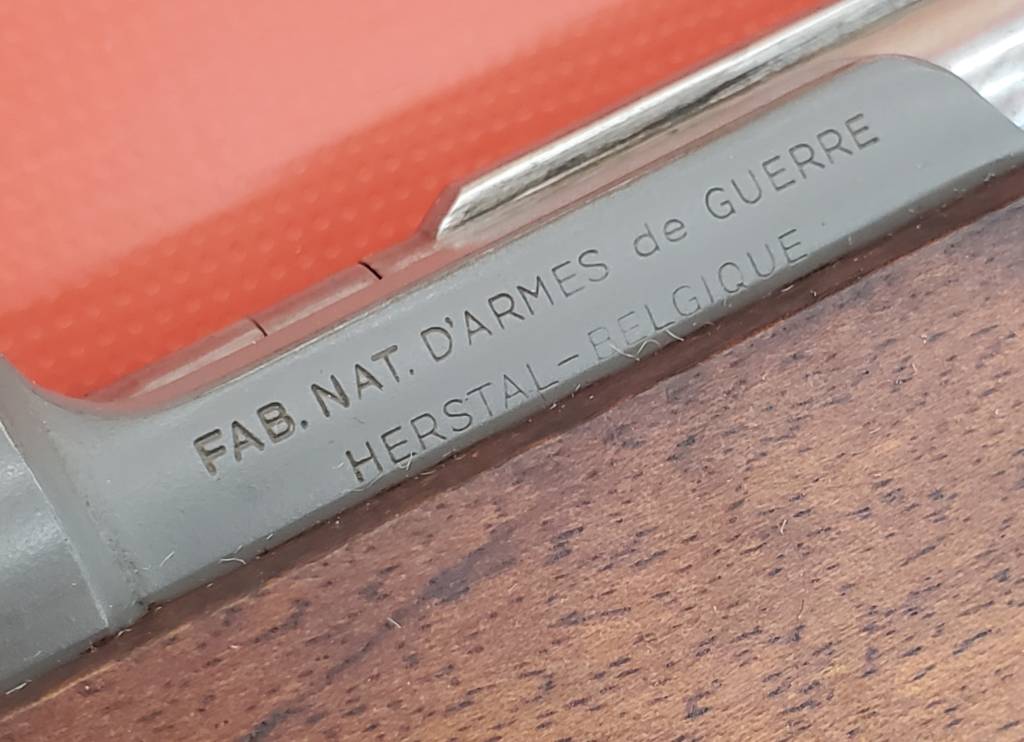 FAB. NAT. D'ARMES de GUERRE
HERSTAL-BELGIQUE